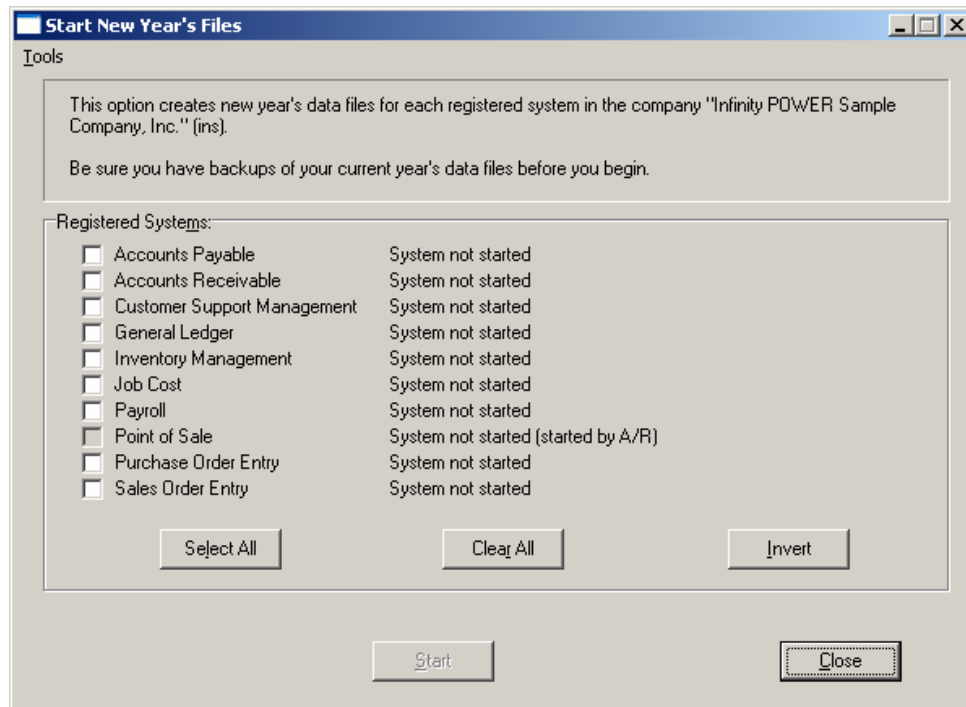 Start New Year's Files
Tools
This option creates new year's data files for each registered system in the company "Infinity POWER Sample
Company, Inc." (ins).
Be sure you have backups of your current year's data files before you begin.
Registered Systems:
Accounts Payable System not started
Accounts Receivable System not started
Customer Support Management System not started
General Ledger System not started
Inventory Management System not started
Job Cost System not started
Payroll System not started
Point of Sale System not started (started by A/R)
Purchase Order Entry System not started
Sales Order Entry System not started
Select All Clear All Invert
Start Close